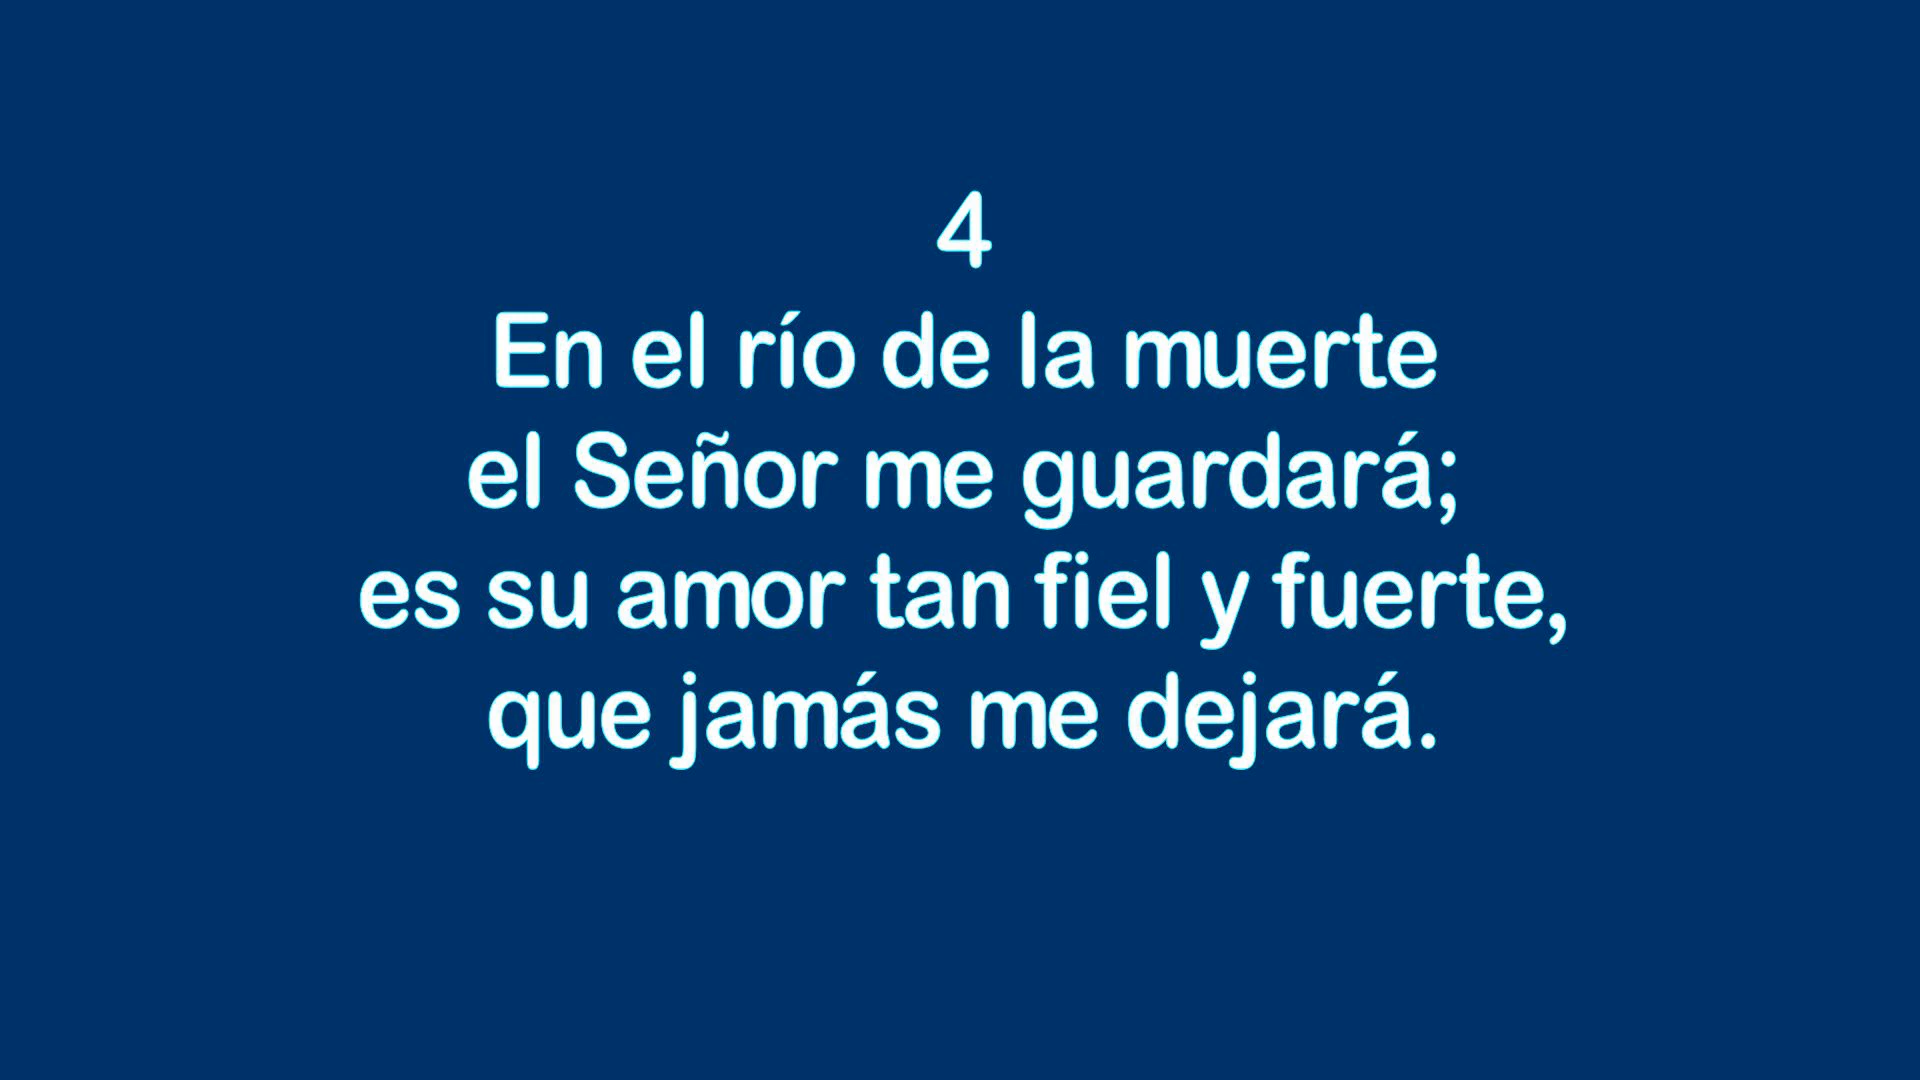 4
En el río de la muerte
el Señor me guardará;
es su amor tan fiel y fuerte,
que jamás me dejará.